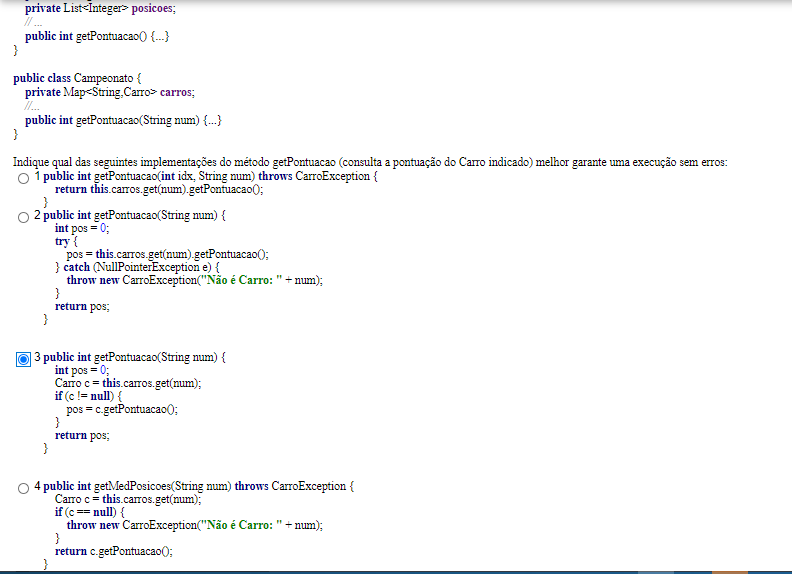 private List<Integer> posicoes;
//...
public int getPontuacao() {...}
}
public class Campeonato {
private Map<String,Carro> carros;
//...
public int getPontuacao(String num) {...}
}
Indique qual das seguintes implementações do método getPontuacao (consulta a pontuação do Carro indicado) melhor garante uma execução sem erros:
1 public int getPontuacao(int idx, String num) throws CarroException {
return this.carros.get(num).getPontuacao();
}
2 public int getPontuacao(String num) {
int pos = 0;
try {
pos = this.carros.get(num).getPontuacao();
} catch (NullPointerException e) {
throw new CarroException("Não é Carro: " + num);
}
return pos;
}
3 public int getPontuacao(String num) {
int pos = 0;
Carro c = this.carros.get(num);
if (c != null) {
pos = c.getPontuacao();
}
return pos;
}
4 public int getMedPosicoes(String num) throws CarroException {
Carro c = this.carros.get(num);
if (c == null) {
throw new CarroException("Não é Carro: " + num);
}
return c.getPontuacao();
}